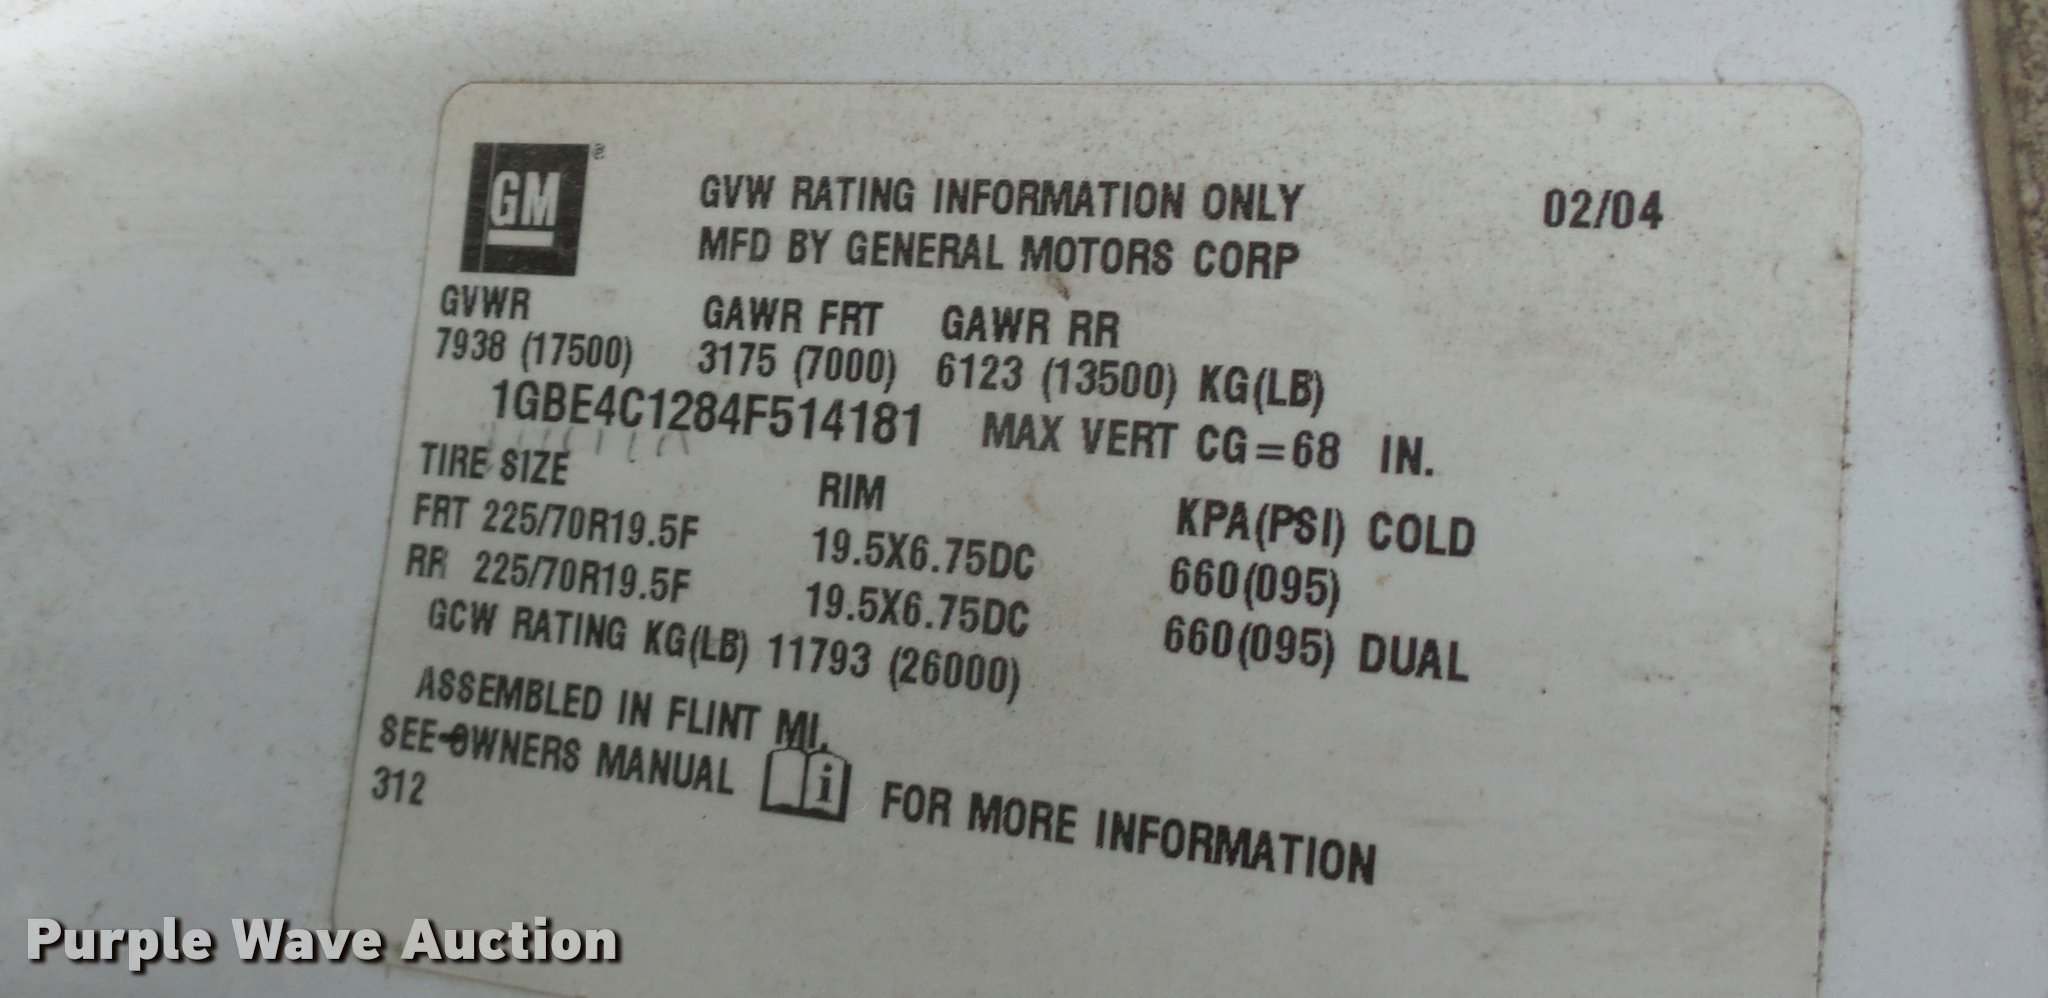 GM
GVW RATING INFORMATION ONLY 02/04
MFD BY GENERAL MOTORS CORP
GVWR GAWR FRT GAWR RR
7938 (17500) 3175 (7000) 6123 (13500) KG(LB)
1GBE4C1284F514181 MAX VERT CG=68 IN.
TIRE SIZE RIM KPA(PSI) COLD
FRT 225/70R19.5F 19.5X6.75DC 660(095)
RR 225/70R19.5F 19.5X6.75DC 660(095) DUAL
GCW RATING KG(LB) 11793 (26000)
ASSEMBLED IN FLINT MI.
SEE OWNERS MANUAL i FOR MORE INFORMATION
312
Purple Wave Auction